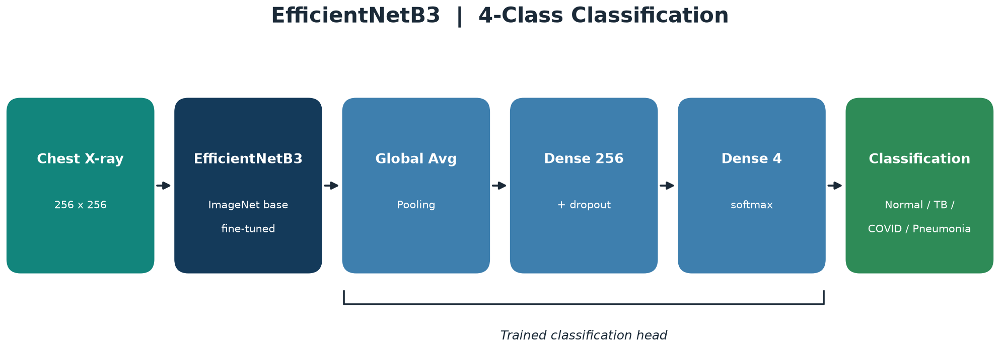 EfficientNetB3 | 4-Class Classification
Chest X-ray
256 x 256
EfficientNetB3
ImageNet base
fine-tuned
Global Avg
Pooling
Dense 256
+ dropout
Dense 4
softmax
Classification
Normal / TB /
COVID / Pneumonia
Trained classification head